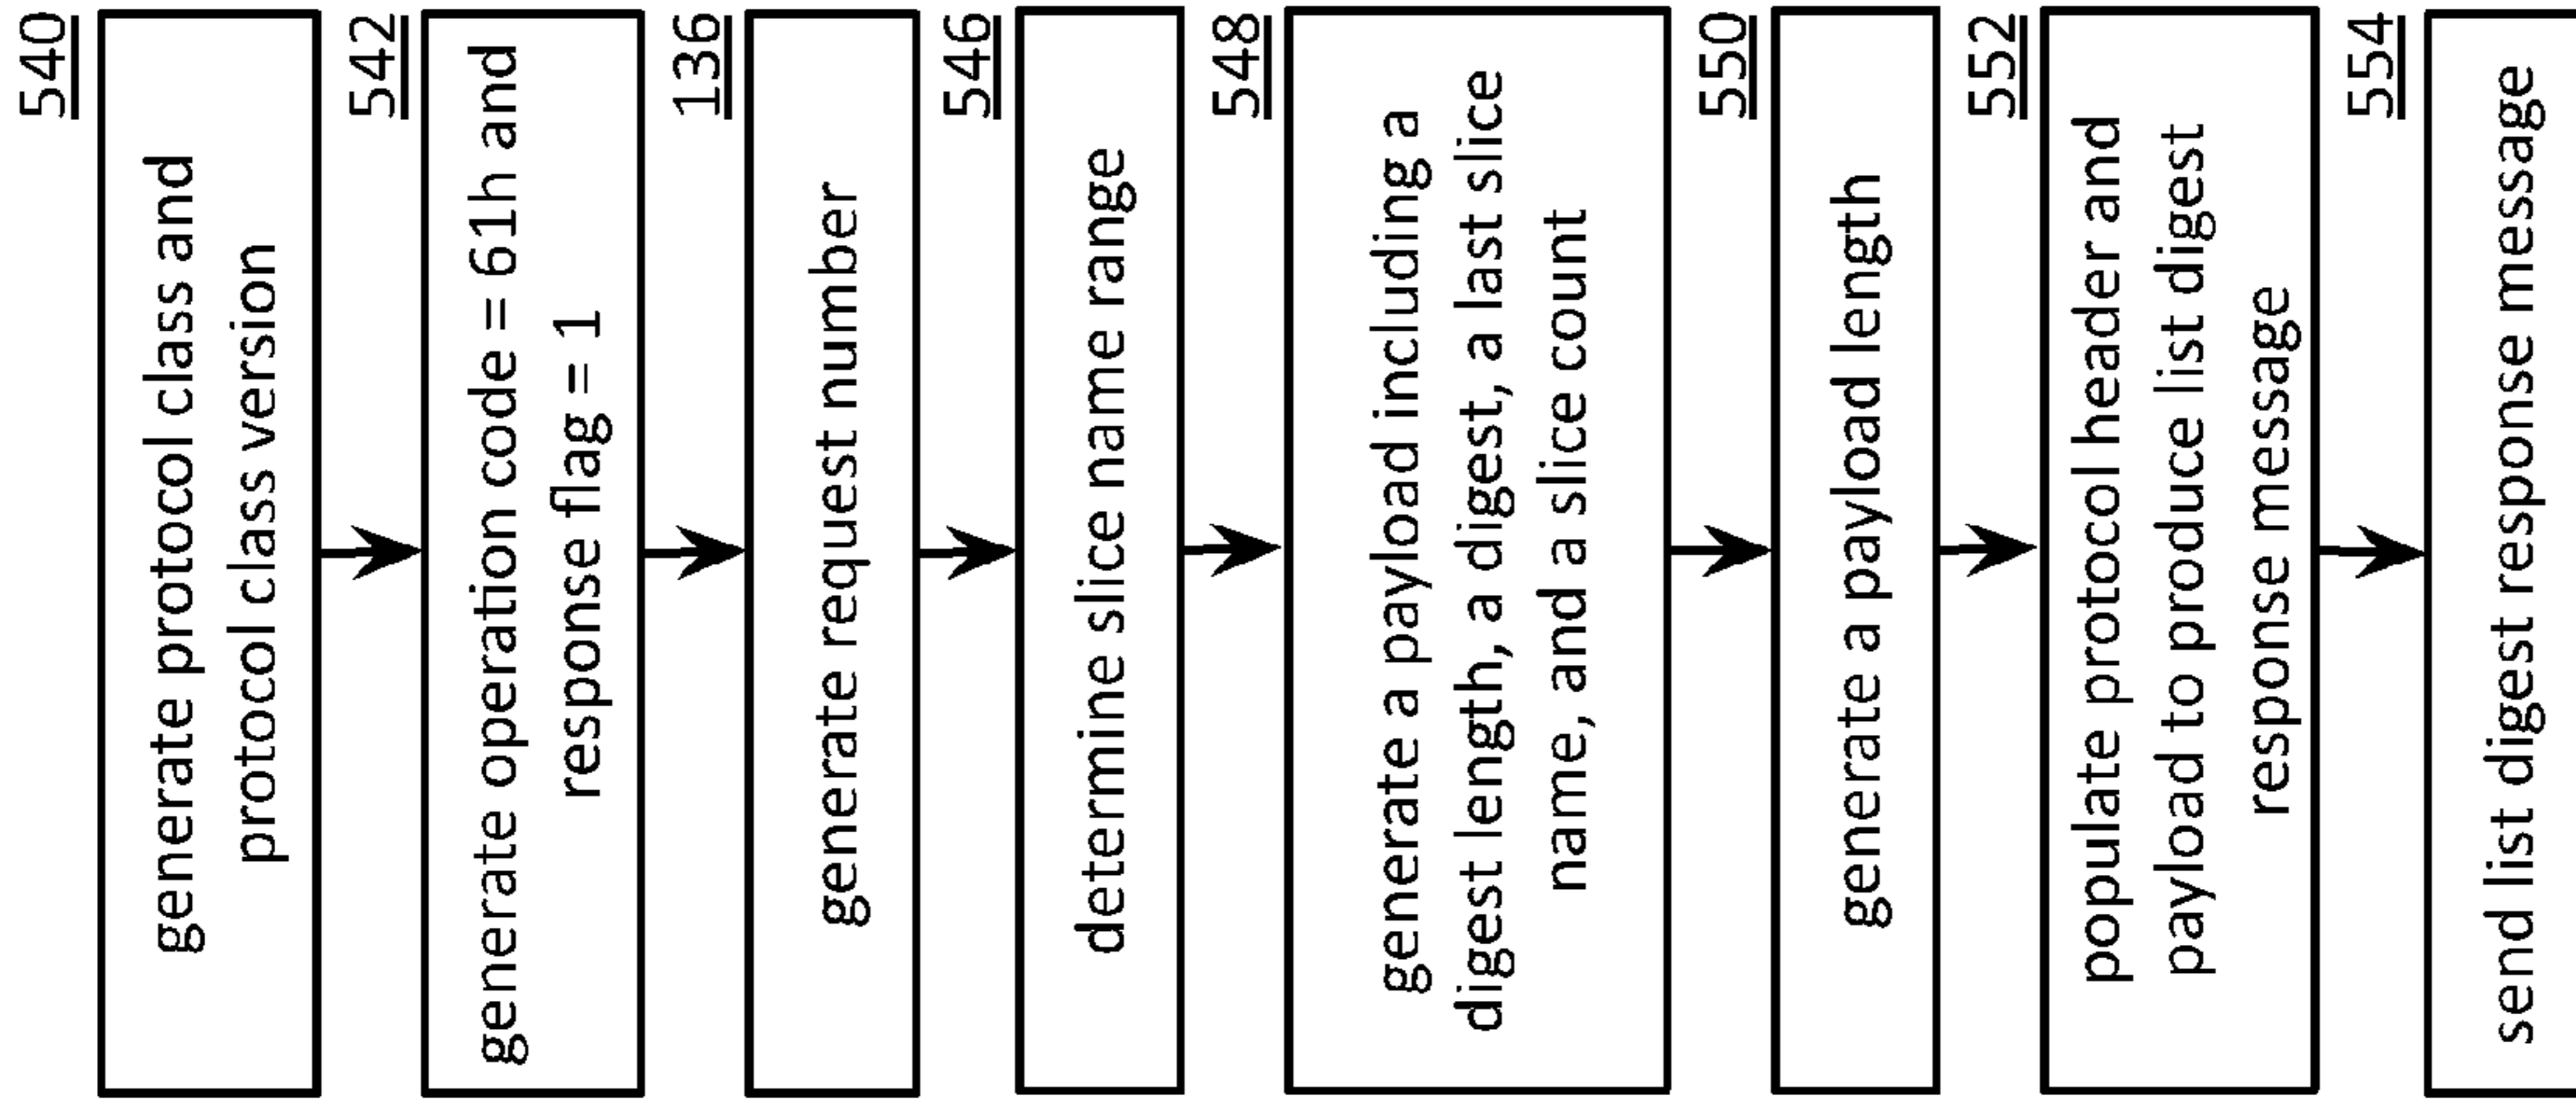 540
generate protocol class and
protocol class version
542
generate operation code = 61h and
response flag = 1
136
generate request number
546
determine slice name range
548
generate a payload including a
digest length, a digest, a last slice
name, and a slice count
550
generate a payload length
552
populate protocol header and
payload to produce list digest
response message
554
send list digest response message